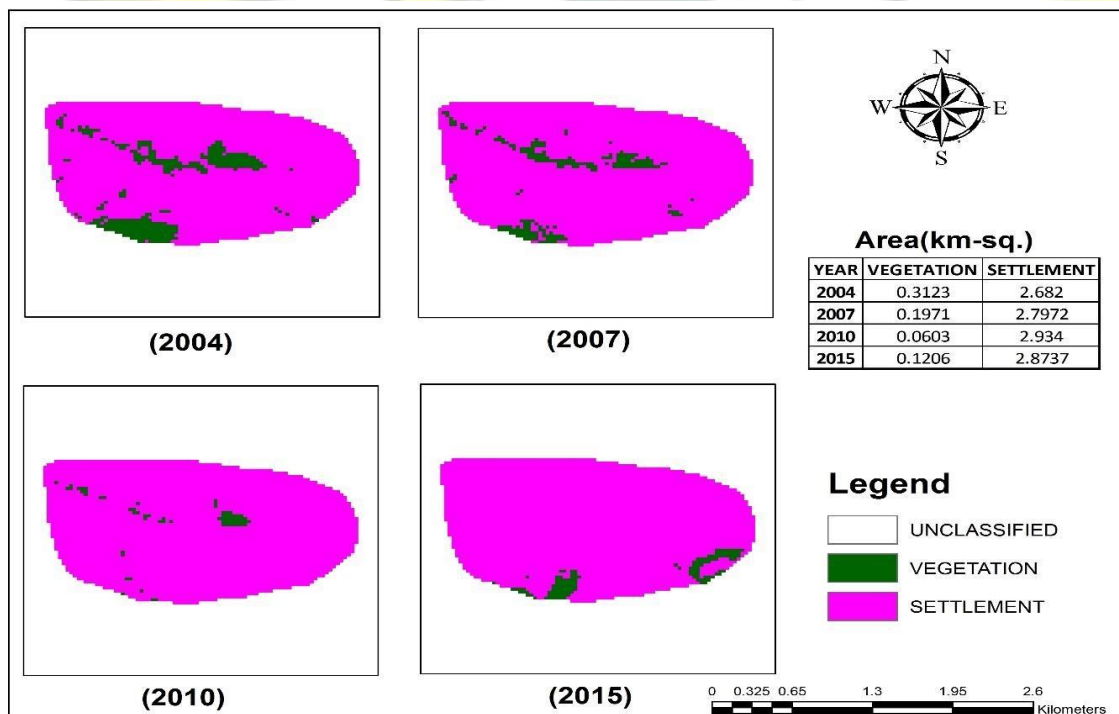 N
W E
S
(2004)
(2007)
Area(km-sq.)
YEAR VEGETATION SETTLEMENT
2004 0.3123 2.682
2007 0.1971 2.7972
2010 0.0603 2.934
2015 0.1206 2.8737
(2010)
(2015)
Legend
UNCLASSIFIED
VEGETATION
SETTLEMENT
0 0.325 0.65 1.3 1.95 2.6
Kilometers